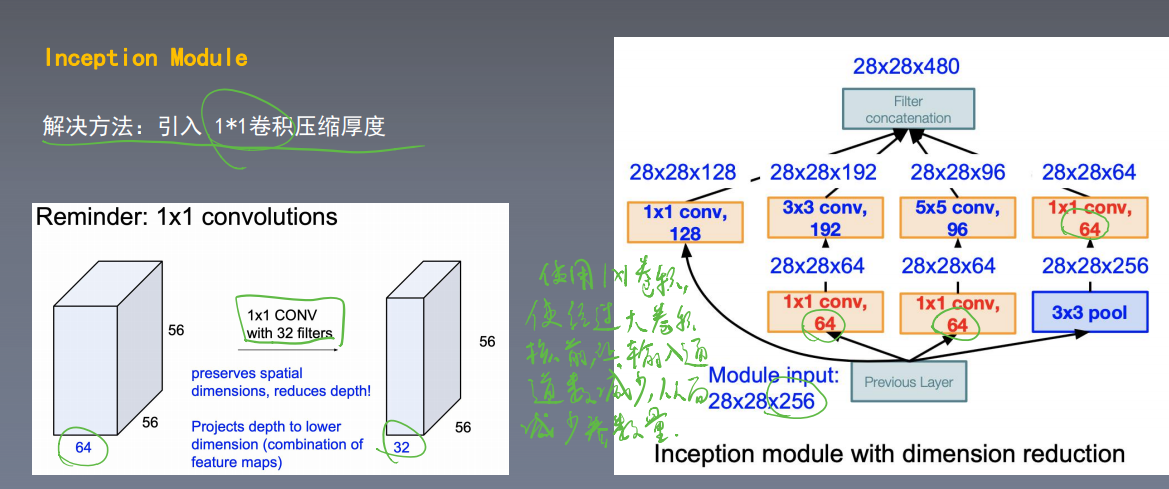 Inception Module
解决方法：引入 1*1卷积压缩厚度
Reminder: 1x1 convolutions
1x1 CONV
with 32 filters
56
56
64
preserves spatial
dimensions, reduces depth!
Projects depth to lower
dimension (combination of
feature maps)
56
56
32
使用1x1卷积,
使经过大卷积
核前,让输入通
道数减少,从而
减少参数量.
28x28x480
Filter
concatenation
28x28x128
28x28x192
28x28x96
28x28x64
1x1 conv,
128
3x3 conv,
192
5x5 conv,
96
1x1 conv,
64
28x28x64
28x28x64
28x28x256
1x1 conv,
64
1x1 conv,
64
3x3 pool
Module input:
28x28x256
Previous Layer
Inception module with dimension reduction